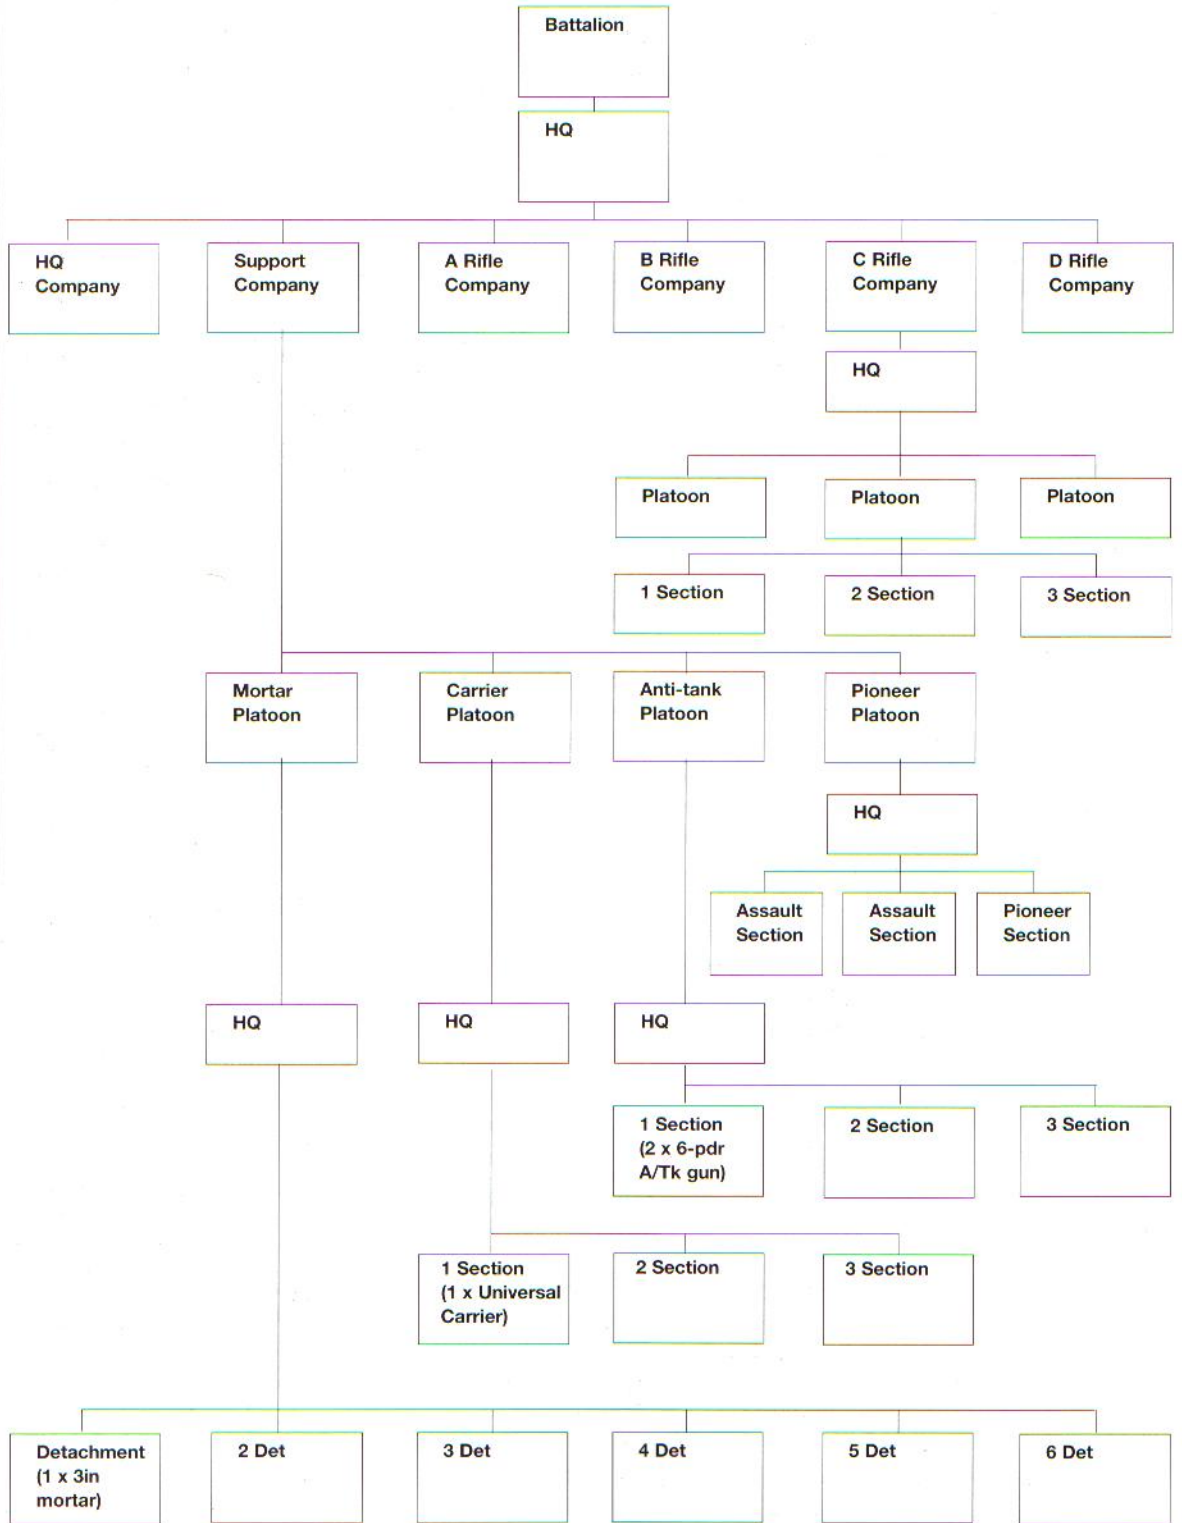 Battalion
HQ
HQ
Company
Support
Company
A Rifle
Company
B Rifle
Company
C Rifle
Company
D Rifle
Company
HQ
Platoon
Platoon
Platoon
1 Section
2 Section
3 Section
Mortar
Platoon
Carrier
Platoon
Anti-tank
Platoon
Pioneer
Platoon
HQ
Assault
Section
Assault
Section
Pioneer
Section
HQ
HQ
HQ
1 Section
(2 x 6-pdr
A/Tk gun)
2 Section
3 Section
1 Section
(1 x Universal
Carrier)
2 Section
3 Section
Detachment
(1 x 3in
mortar)
2 Det
3 Det
4 Det
5 Det
6 Det